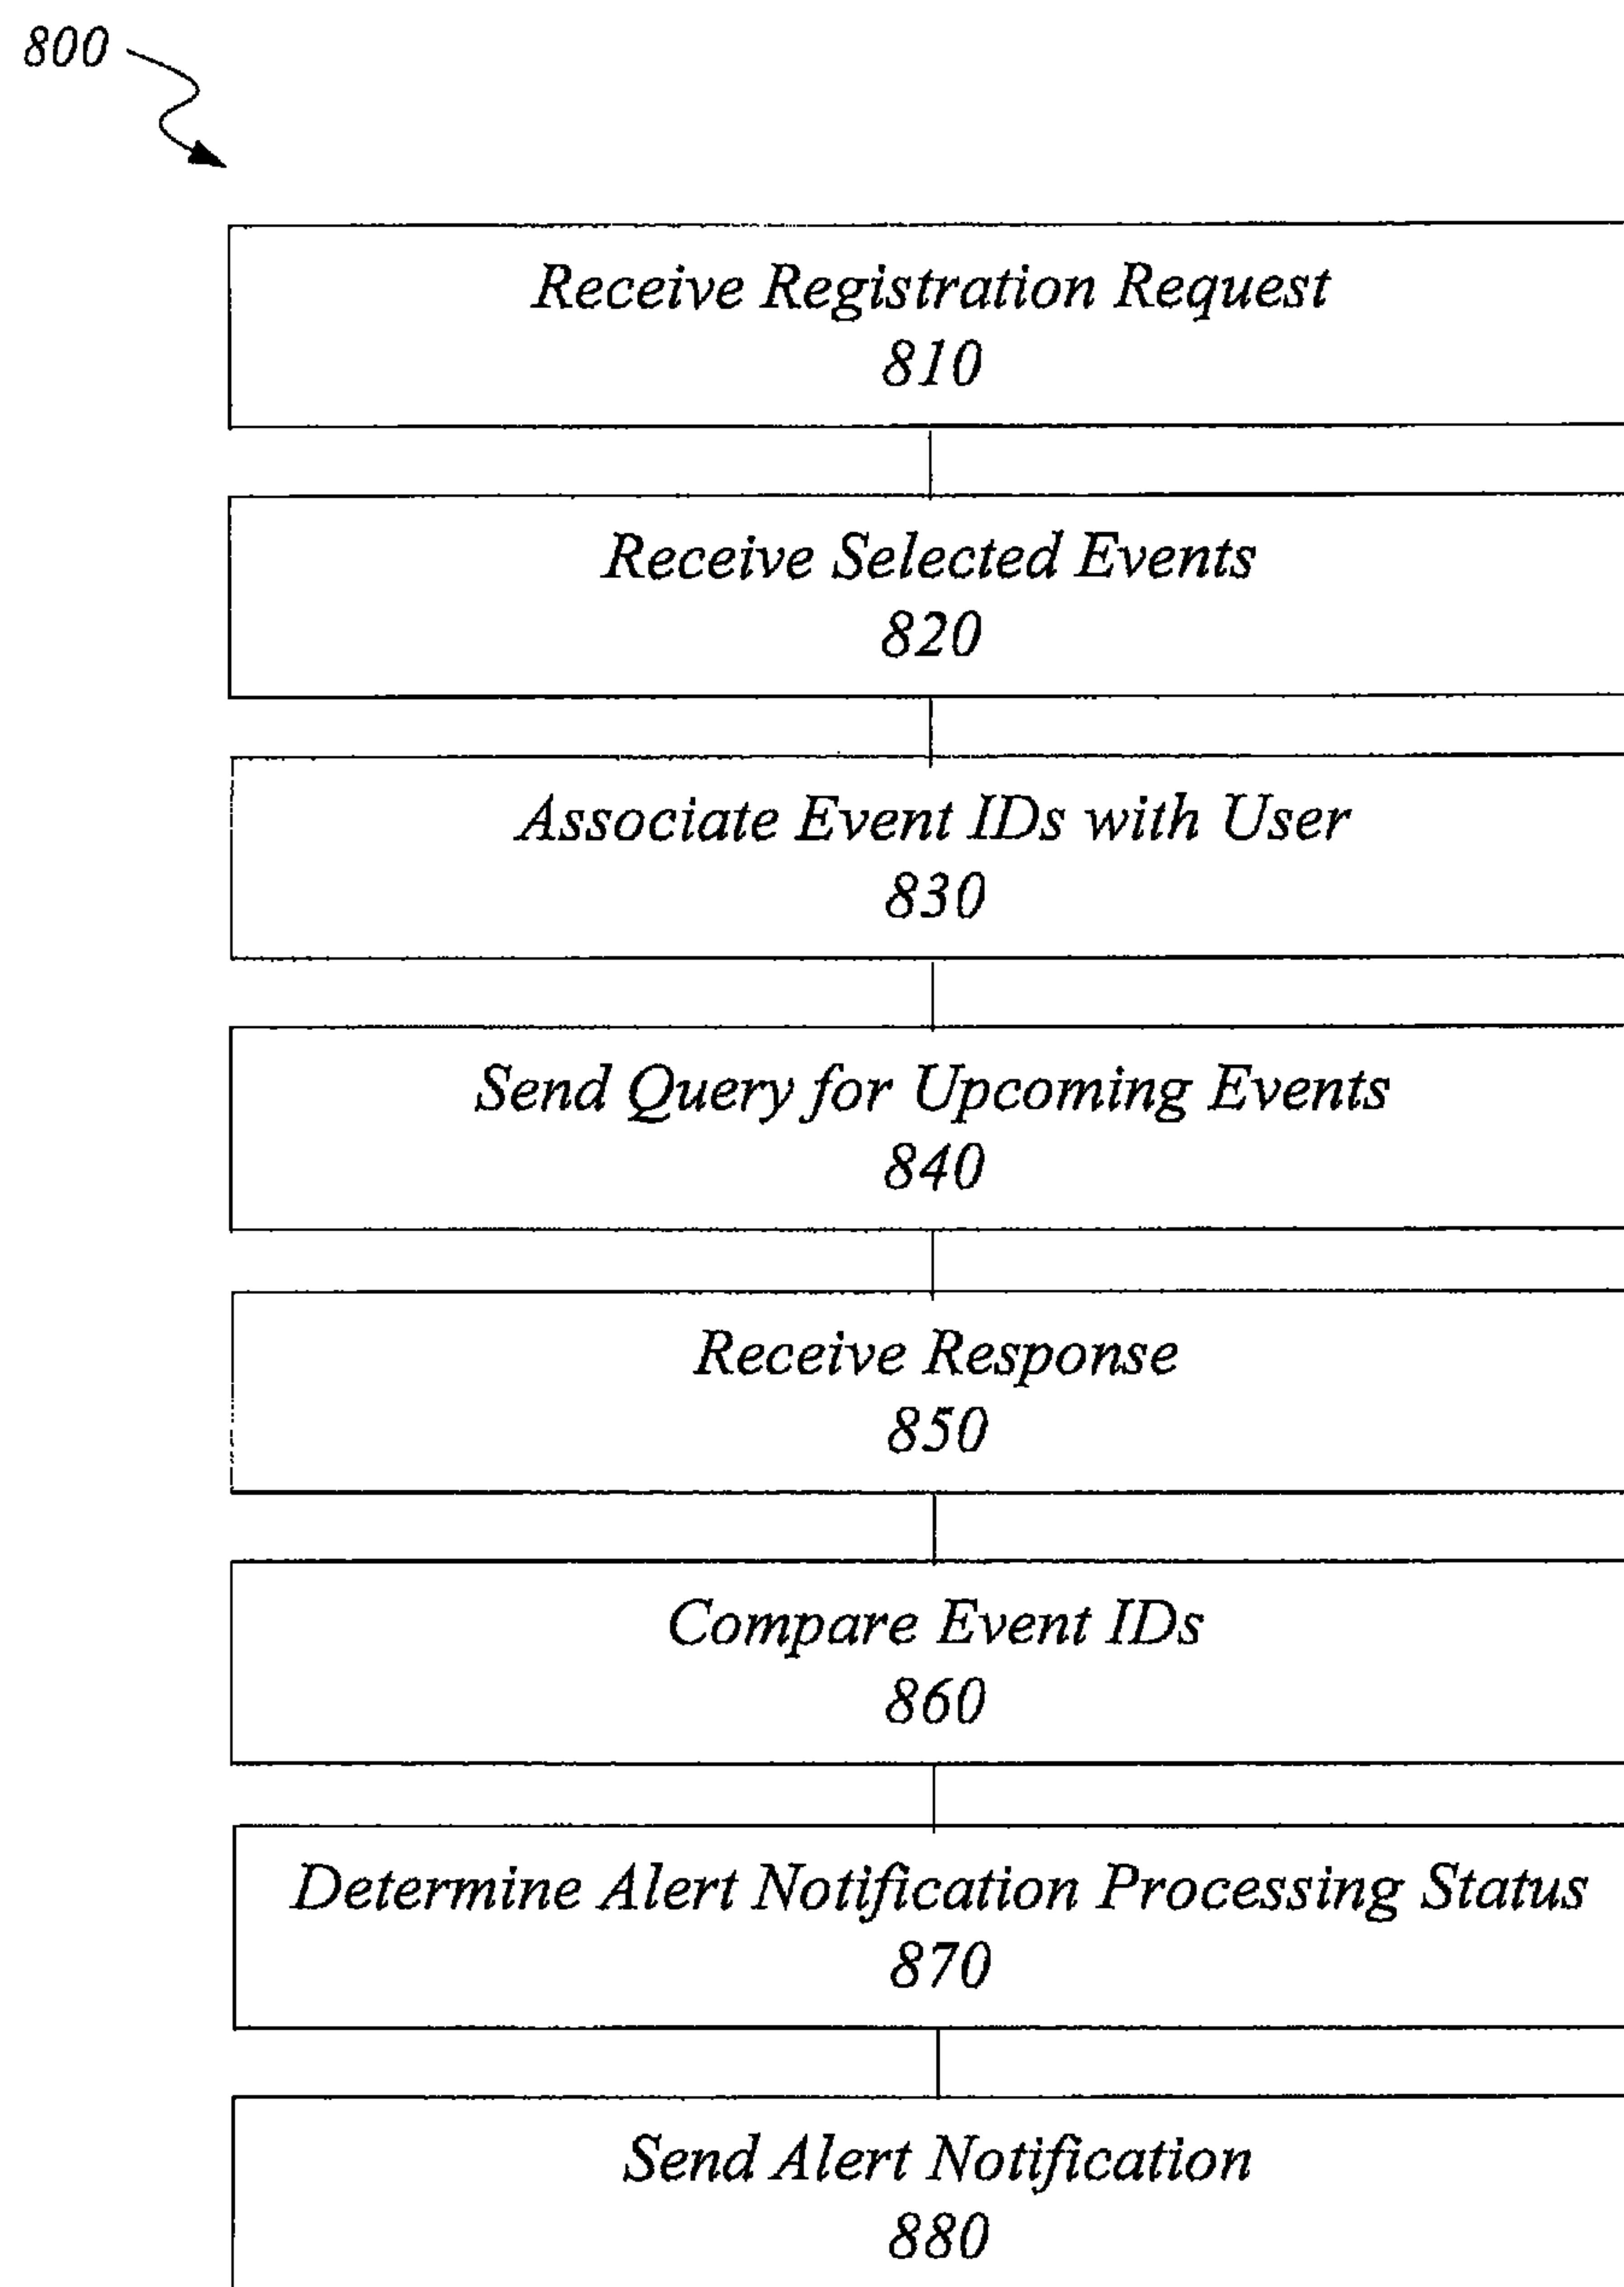 800
Receive Registration Request
810
Receive Selected Events
820
Associate Event IDs with User
830
Send Query for Upcoming Events
840
Receive Response
850
Compare Event IDs
860
Determine Alert Notification Processing Status
870
Send Alert Notification
880